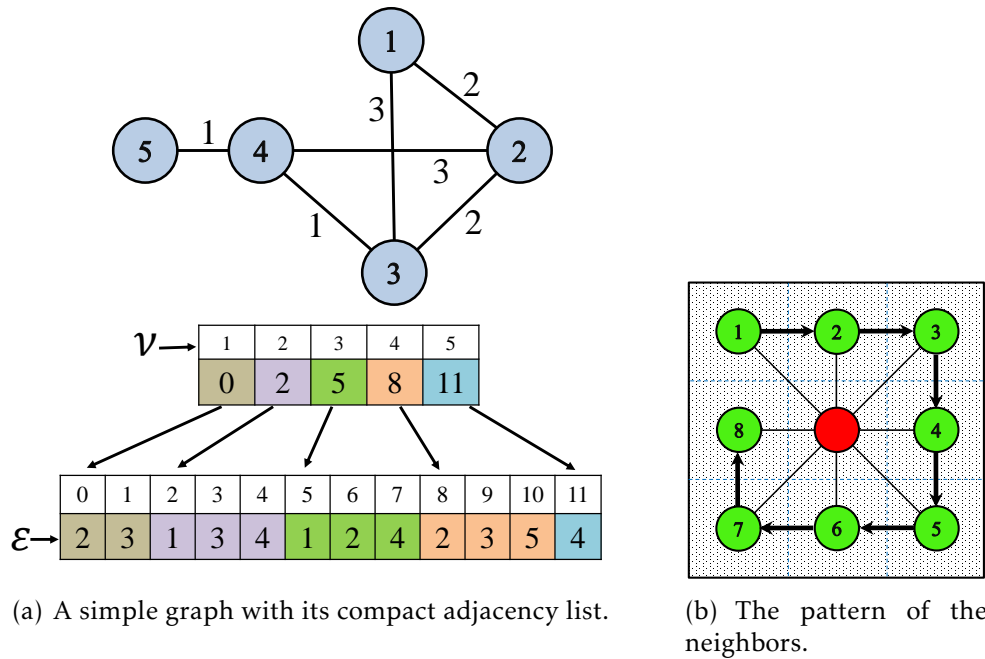 1
2
3
5
1
4
3
2
1
2
3
𝒱
1 2 3 4 5
0 2 5 8 11
0 1 2 3 4 5 6 7 8 9 10 11
ℰ
2 3 1 3 4 1 2 4 2 3 5 4
(a) A simple graph with its compact adjacency list.
1 2 3
8 4
7 6 5
(b) The pattern of the
neighbors.